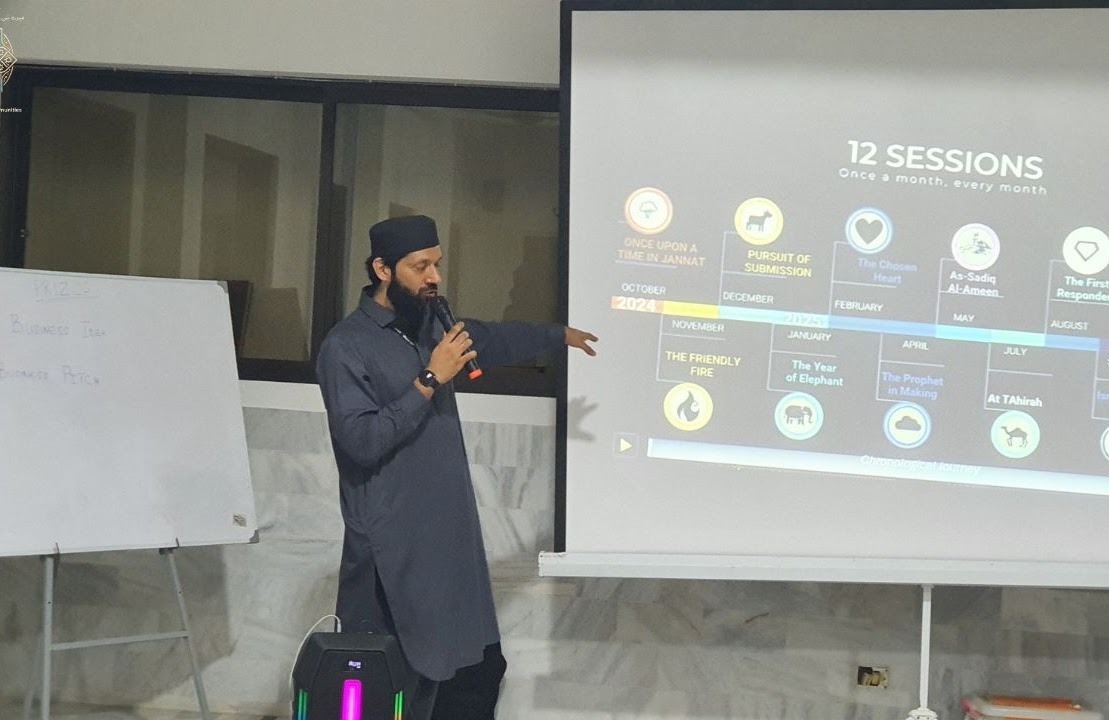 munities
PRIZES
BUSINESS IDEA
BUSINESS PITCH
12 SESSIONS
Once a month, every month
ONCE UPON A
TIME IN JANNAT
PURSUIT OF
SUBMISSION
The Chosen
Heart
As-Sadiq
Al-Ameen
The First
Responder
OCTOBER
DECEMBER
FEBRUARY
MAY
AUGUST
2024
2025
NOVEMBER
JANUARY
APRIL
JULY
THE FRIENDLY
FIRE
The Year
of Elephant
The Prophet
in Making
At TAhirah
Chronological Journey